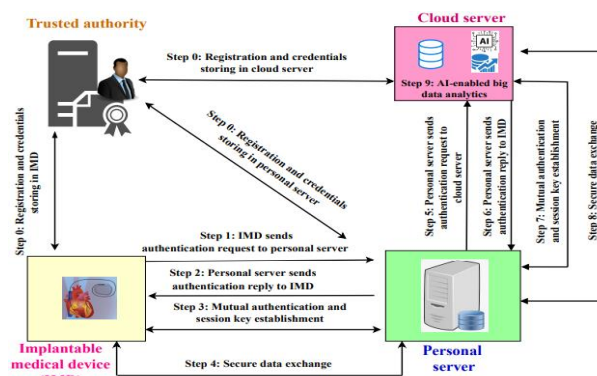 Trusted authority
Cloud server
AI
Step 9: AI-enabled big
data analytics
Step 0: Registration and credentials
storing in cloud server
Step 0: Registration and credentials
storing in personal server
Step 0: Registration and credentials
storing in IMD
Step 5: Personal server sends
authentication request to
cloud server
Step 6: Personal server sends
authentication reply to IMD
Step 7: Mutual authentication
and session key establishment
Step 8: Secure data exchange
Step 1: IMD sends
authentication request to personal server
Step 2: Personal server sends
authentication reply to IMD
Step 3: Mutual authentication and
session key establishment
Step 4: Secure data exchange
Implantable
medical device
Personal
server